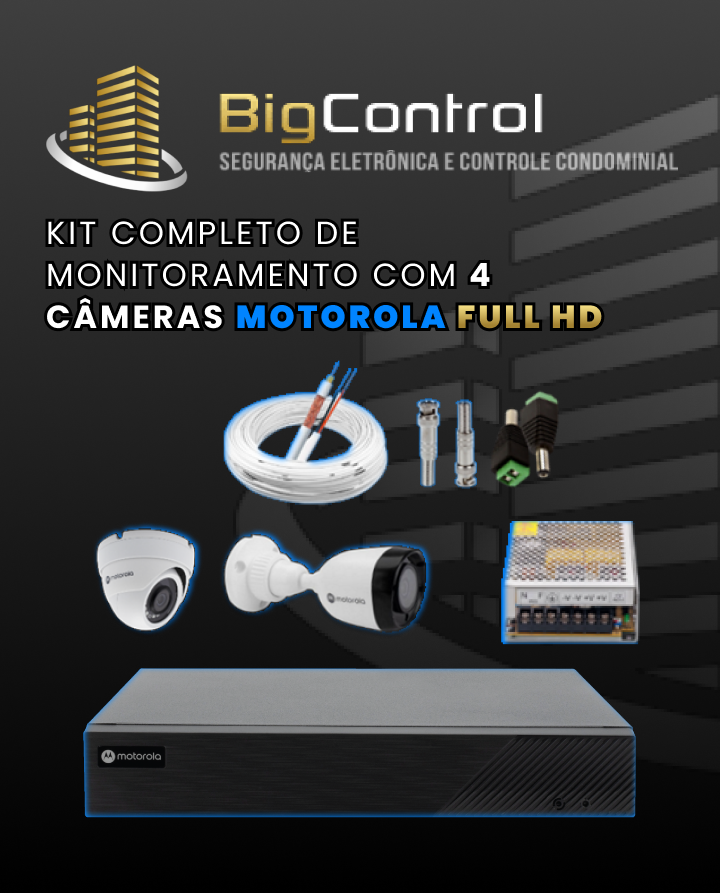 BigControl
SEGURANÇA ELETRÔNICA E CONTROLE CONDOMINIAL
KIT COMPLETO DE
MONITORAMENTO COM 4
CÂMERAS MOTOROLA FULL HD
motorola
motorola
N F
motorola